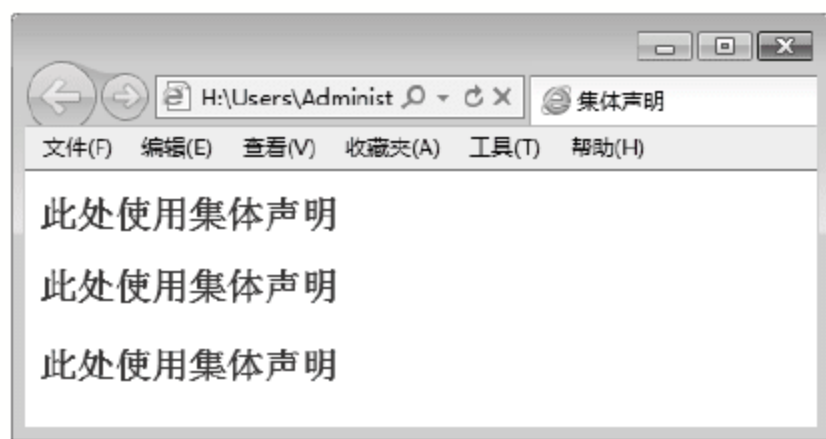 H:\Users\Administ
集体声明
文件(F) 编辑(E) 查看(V) 收藏夹(A) 工具(T) 帮助(H)
此处使用集体声明
此处使用集体声明
此处使用集体声明